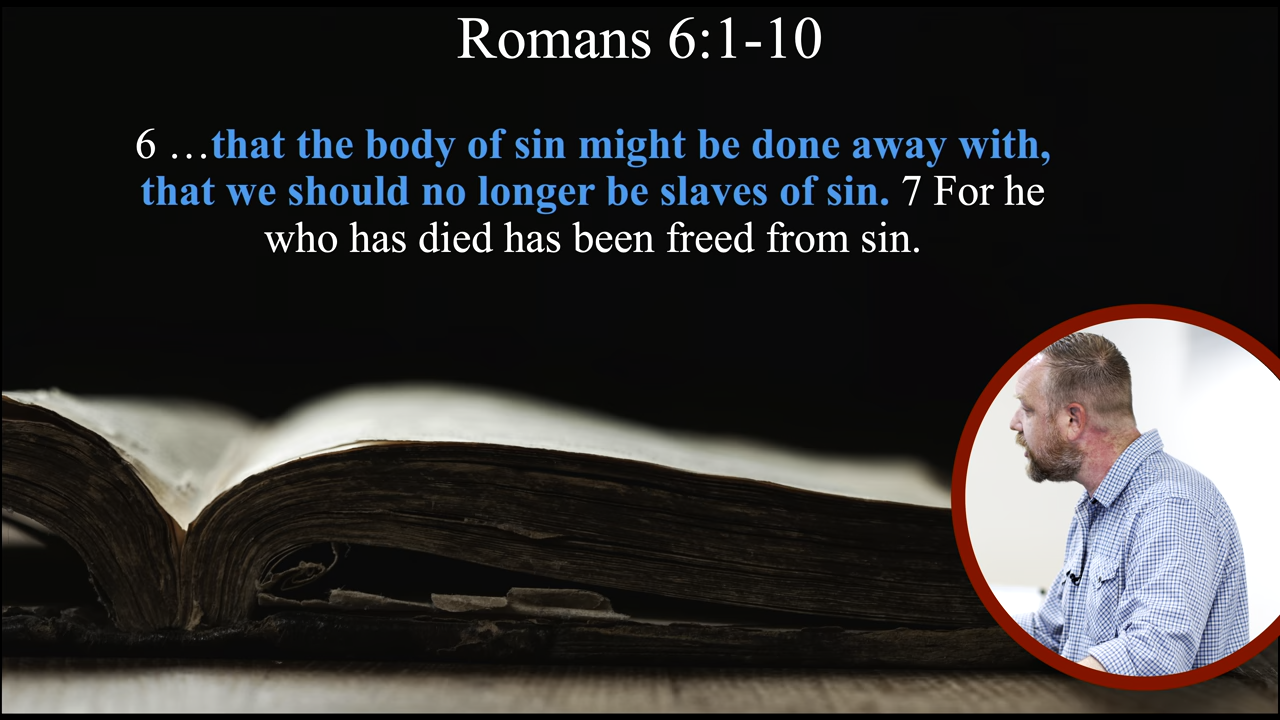 Romans 6:1-10
6 …that the body of sin might be done away with,
that we should no longer be slaves of sin. 7 For he
who has died has been freed from sin.